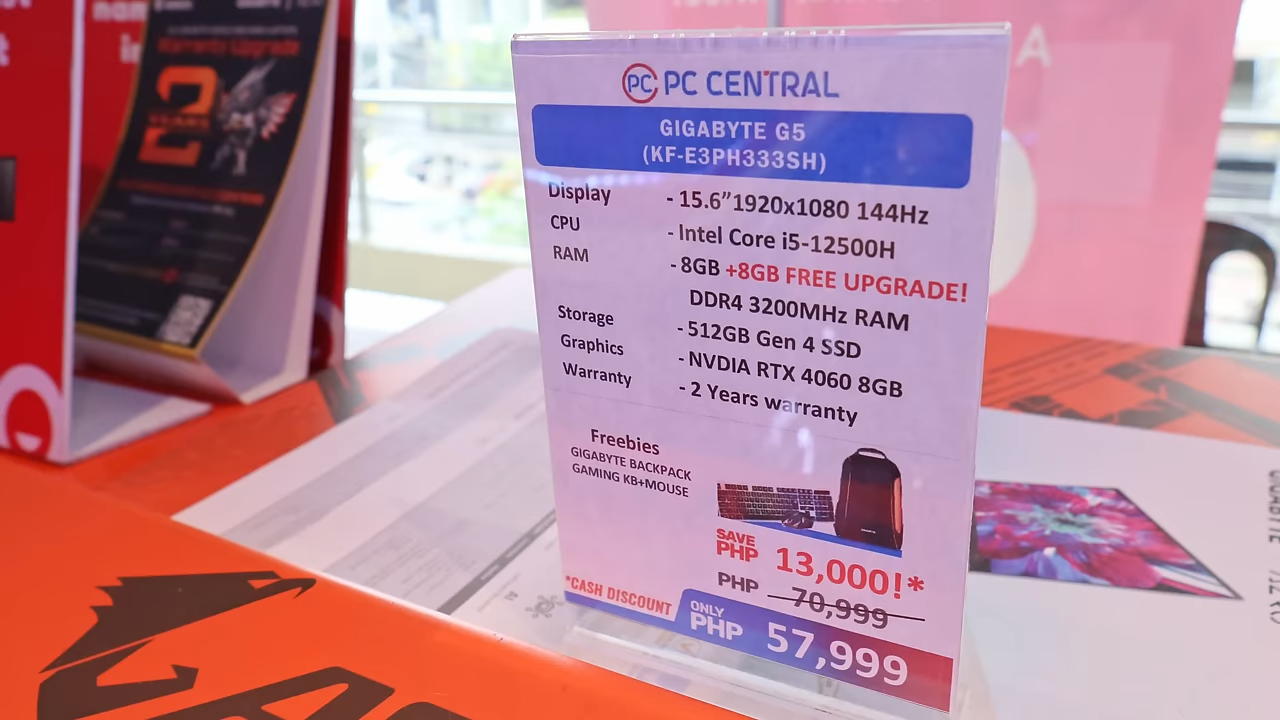 PC PC CENTRAL
GIGABYTE G5
(KF-E3PH333SH)
Display - 15.6”1920x1080 144Hz
CPU - Intel Core i5-12500H
RAM - 8GB +8GB FREE UPGRADE!
DDR4 3200MHz RAM
Storage - 512GB Gen 4 SSD
Graphics - NVDIA RTX 4060 8GB
Warranty - 2 Years warranty
Freebies
GIGABYTE BACKPACK
GAMING KB+MOUSE
SAVE PHP 13,000!*
PHP 70,999
*CASH DISCOUNT
ONLY PHP 57,999
Warranty Upgrade
2
YEARS